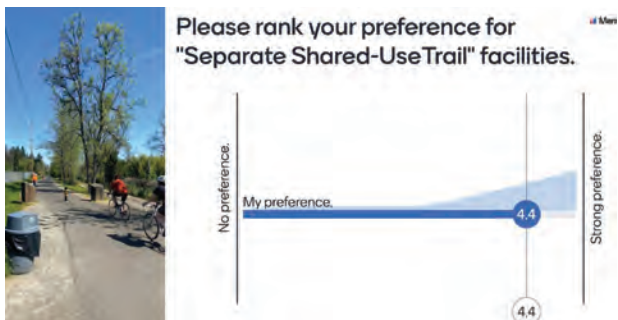 Please rank your preference for
"Separate Shared-UseTrail" facilities.
No preference.
My preference.
4.4
Strong preference.
4.4